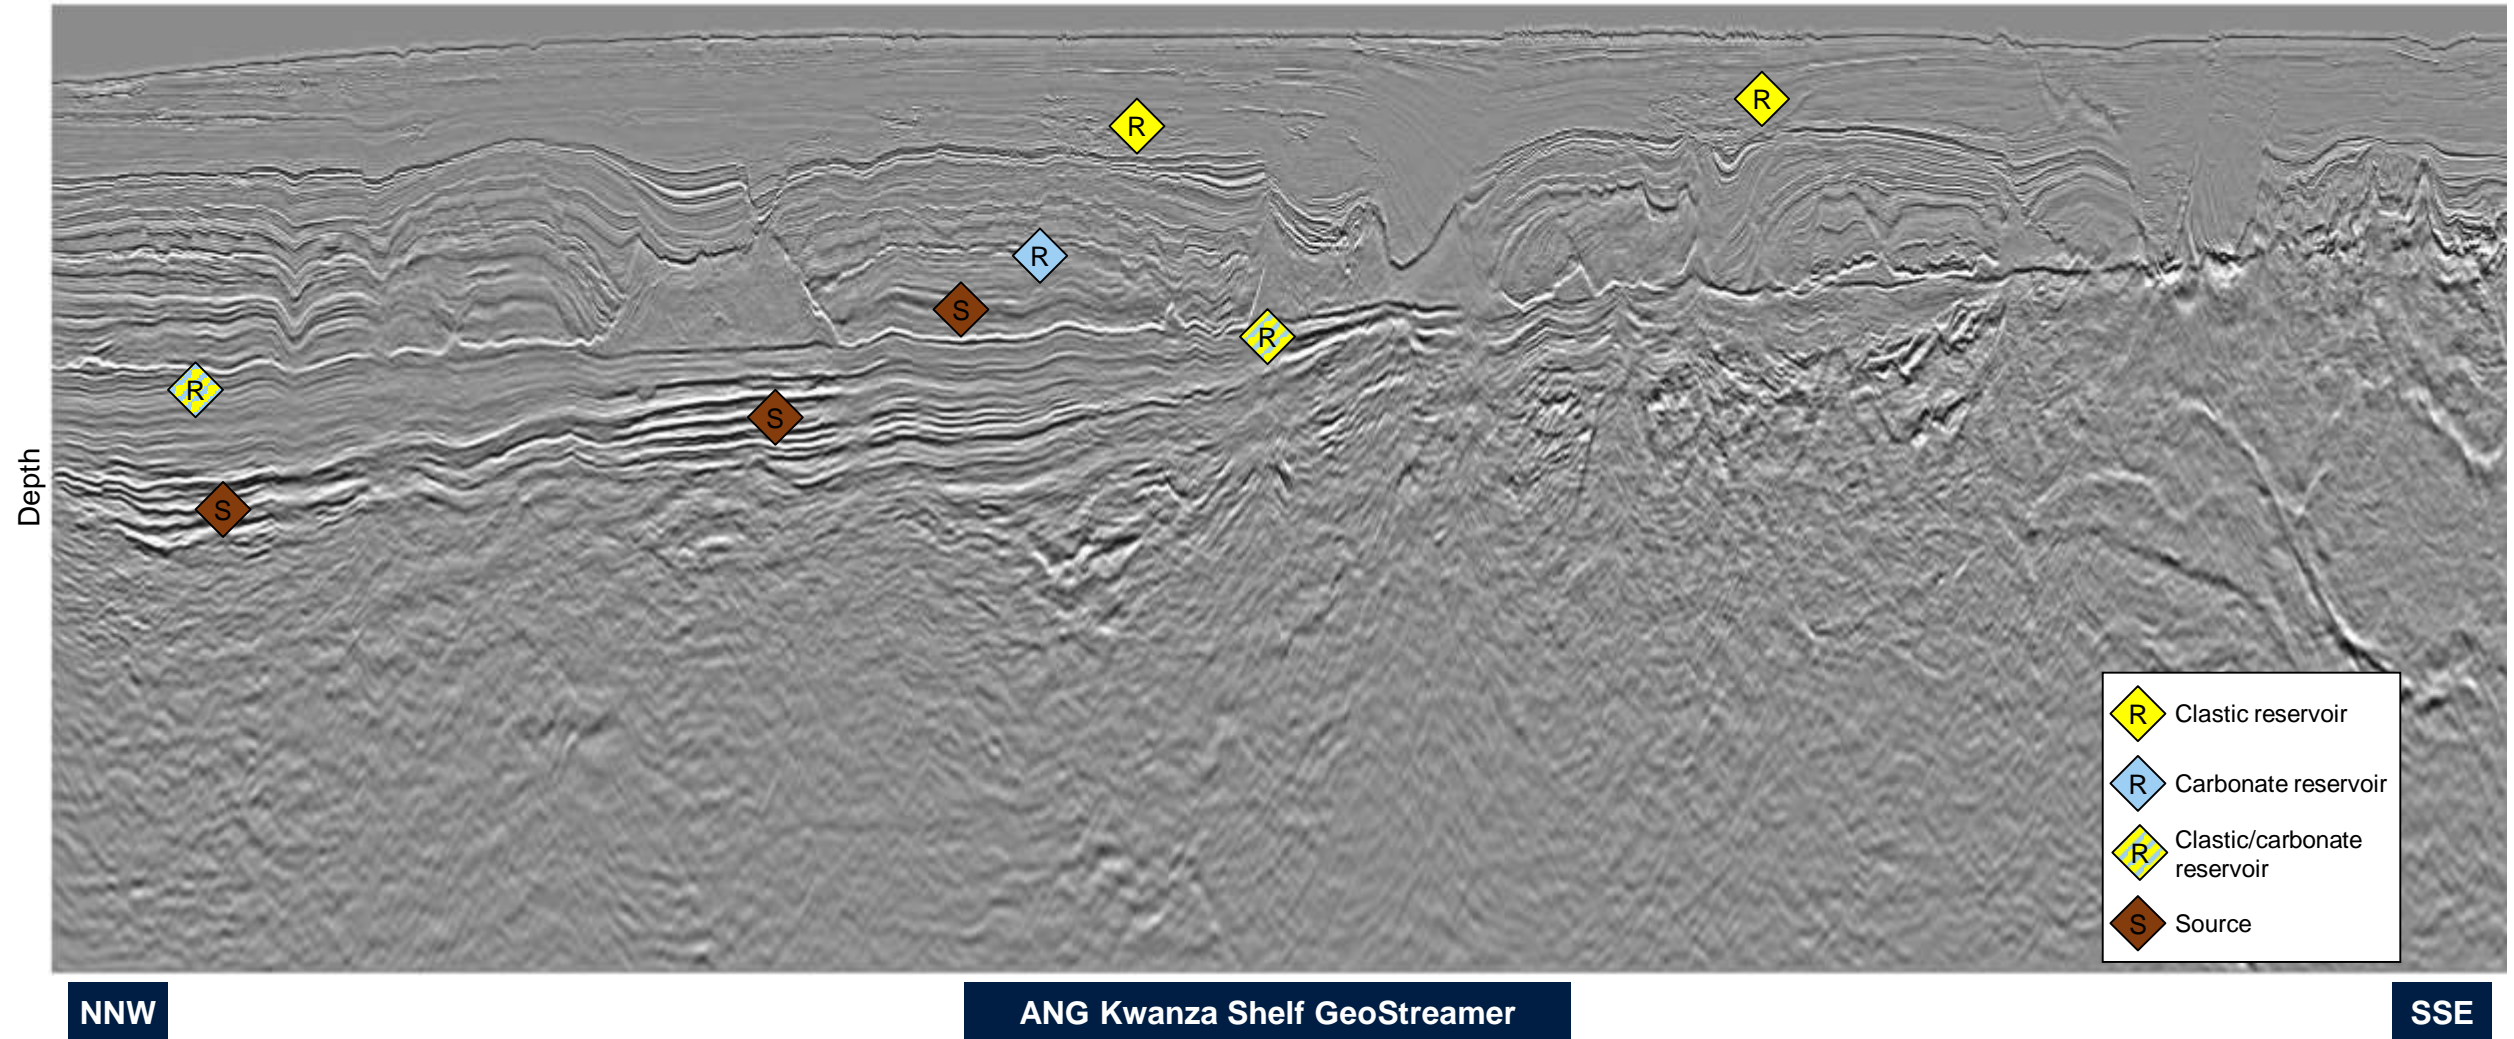 R
R
R
S
R
R
S
S
Depth
R Clastic reservoir
R Carbonate reservoir
R Clastic/carbonate
reservoir
S Source
NNW
ANG Kwanza Shelf GeoStreamer
SSE